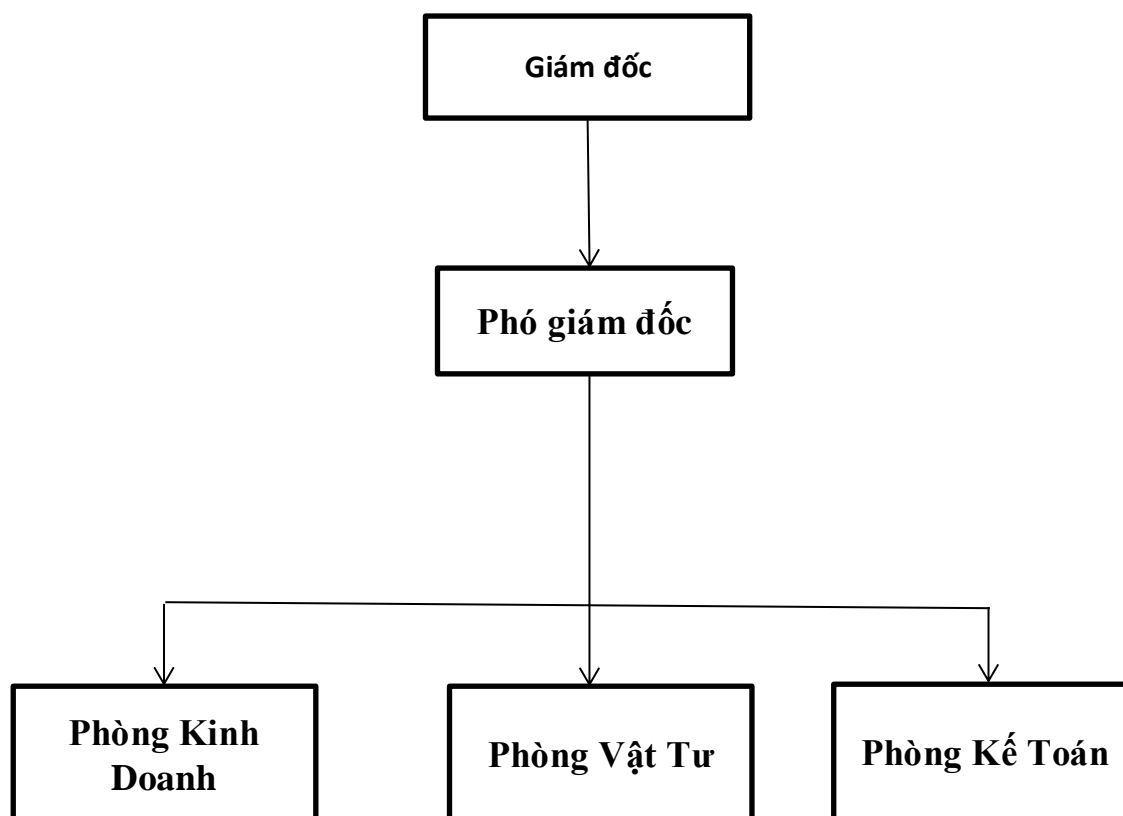 Giám đốc
Phó giám đốc
Phòng Kinh
Doanh
Phòng Vật Tư
Phòng Kế Toán